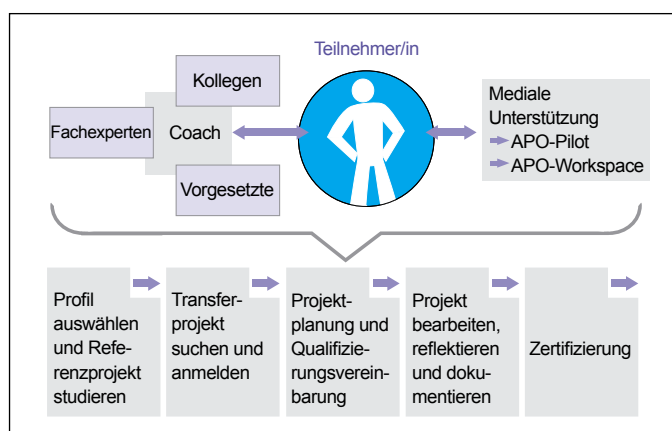 Teilnehmer/in
Kollegen
Fachexperten
Coach
Vorgesetzte
Mediale
Unterstützung
APO-Pilot
APO-Workspace
Profil
auswählen
und Refe-
renzprojekt
studieren
Transfer-
projekt
suchen und
anmelden
Projekt-
planung und
Qualifizie-
rungsverein-
barung
Projekt
bearbeiten,
reflektieren
und doku-
mentieren
Zertifizierung